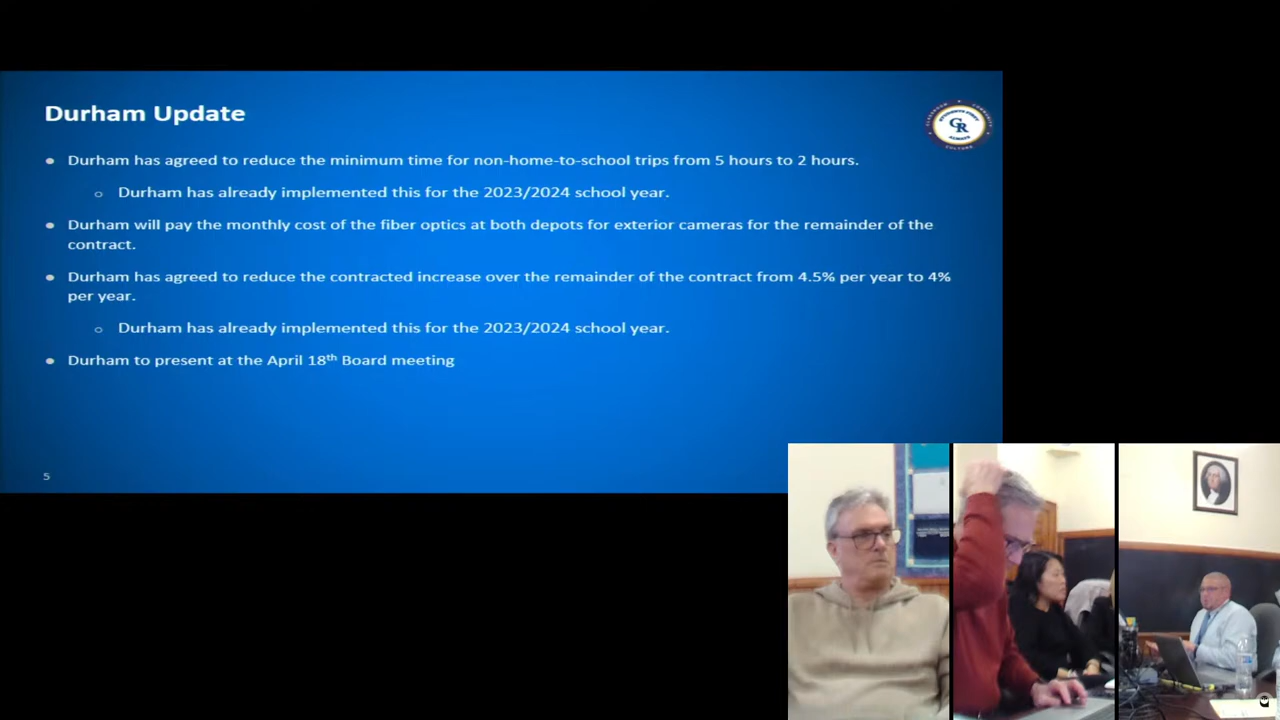 Durham Update
● Durham has agreed to reduce the minimum time for non-home-to-school trips from 5 hours to 2 hours.
o Durham has already implemented this for the 2023/2024 school year.
● Durham will pay the monthly cost of the fiber optics at both depots for exterior cameras for the remainder of the
contract.
● Durham has agreed to reduce the contracted increase over the remainder of the contract from 4.5% per year to 4%
per year.
o Durham has already implemented this for the 2023/2024 school year.
● Durham to present at the April 18th Board meeting
5
GR
CULTURE